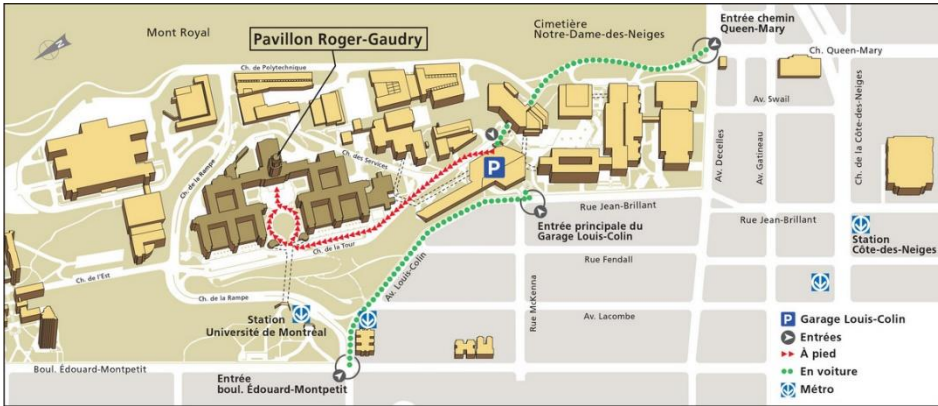 Mont Royal
Cimetière
Notre-Dame-des-Neiges
Entrée chemin
Queen-Mary
Ch. Queen-Mary
Pavillon Roger-Gaudry
Ch. de Polytechnique
Av. Swail
N
Ch. des Services
P
Av. Decelles
Av. Gatineau
Ch. de la Côte-des-Neiges
Ch. de la Rampe
Rue Jean-Brillant
Rue Jean-Brillant
Entrée principale du
Garage Louis-Colin
Station
Côte-des-Neiges
Ch. de la Tour
Rue Fendall
Ch. de l'Est
Av. Louis-Colin
Ch. de la Rampe
Rue McKenna
Station
Université de Montréal
Av. Lacombe
P Garage Louis-Colin
Entrées
À pied
En voiture
Métro
Boul. Édouard-Montpetit
Entrée
boul. Édouard-Montpetit